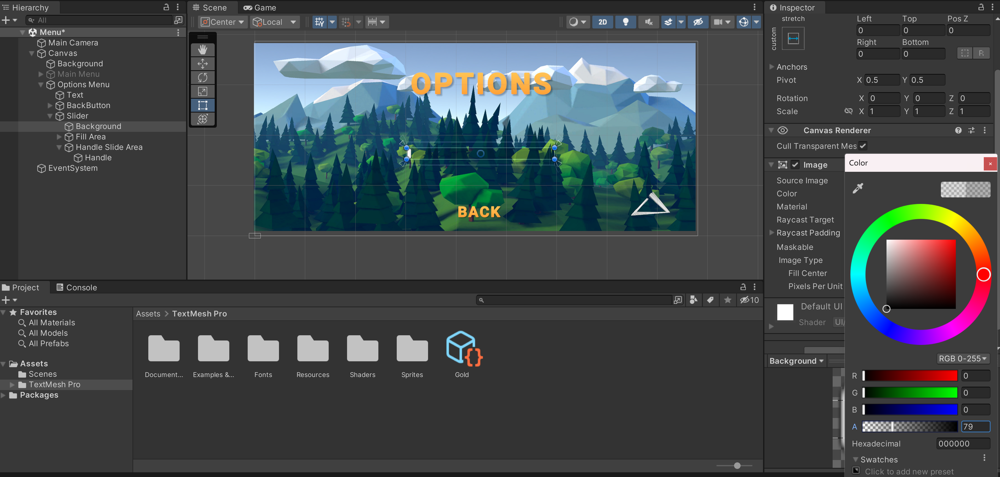 Hierarchy
All
Menu*
Main Camera
Canvas
Background
Main Menu
Options Menu
Text
BackButton
Slider
Background
Fill Area
Handle Slide Area
Handle
EventSystem
Scene
Game
Center
Local
2D
OPTIONS
BACK
Inspector
stretch
custom
Left
Top
Pos Z
0
0
0
Right
Bottom
0
0
R
Anchors
Pivot
X 0.5
Y 0.5
Rotation
X 0
Y 0
Z 0
Scale
X 1
Y 1
Z 1
Canvas Renderer
Cull Transparent Mes
Image
Source Image
Color
Material
Raycast Target
Raycast Padding
Maskable
Image Type
Fill Center
Pixels Per Unit
Default UI
Shader
UI/
Background
Color
RGB 0-255
R
0
G
0
B
0
A
79
Hexadecimal
000000
Swatches
Click to add new preset
Project
Console
10
Favorites
All Materials
All Models
All Prefabs
Assets
Scenes
TextMesh Pro
Packages
Assets > TextMesh Pro
Document...
Examples &...
Fonts
Resources
Shaders
Sprites
Gold